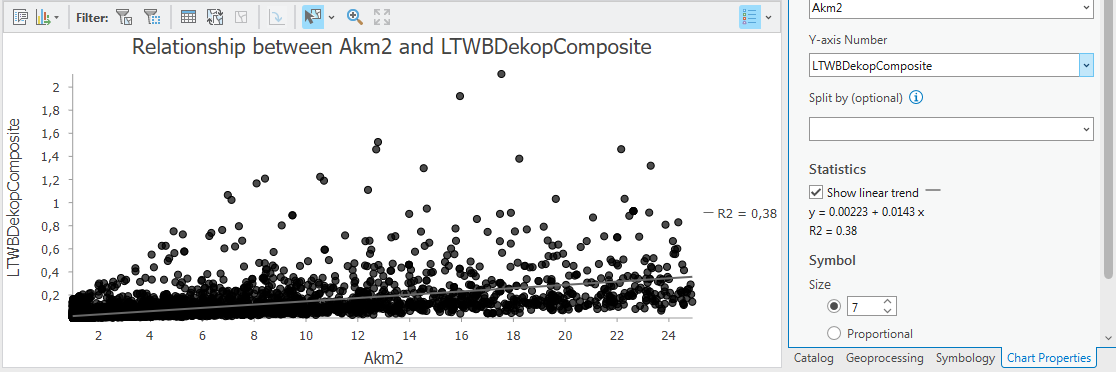 Filter:
Relationship between Akm2 and LTWBDekopComposite
LTWBDekopComposite
2
1,8
1,6
1,4
1,2
1
0,8
0,6
0,4
0,2
2 4 6 8 10 12 14 16 18 20 22 24
Akm2
R2 = 0,38
Akm2
Y-axis Number
LTWBDekopComposite
Split by (optional)
Statistics
Show linear trend
y = 0.00223 + 0.0143 x
R2 = 0.38
Symbol
Size
7
Proportional
Catalog Geoprocessing Symbology Chart Properties